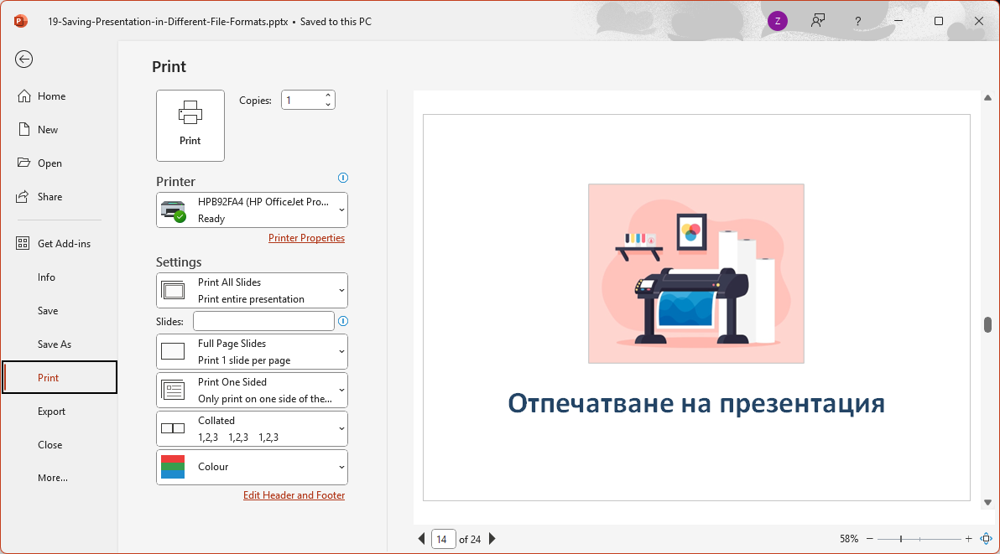 19-Saving-Presentation-in-Different-File-Formats.pptx • Saved to this PC
Z
?
Home
New
Open
Share
Get Add-ins
Info
Save
Save As
Print
Export
Close
More...
Print
Print
Copies:
1
Printer
HPB92FA4 (HP OfficeJet Pro...
Ready
Printer Properties
Settings
Print All Slides
Print entire presentation
Slides:
Full Page Slides
Print 1 slide per page
Print One Sided
Only print on one side of the...
Collated
1,2,3 1,2,3 1,2,3
Colour
Edit Header and Footer
Отпечатване на презентация
14 of 24
58%